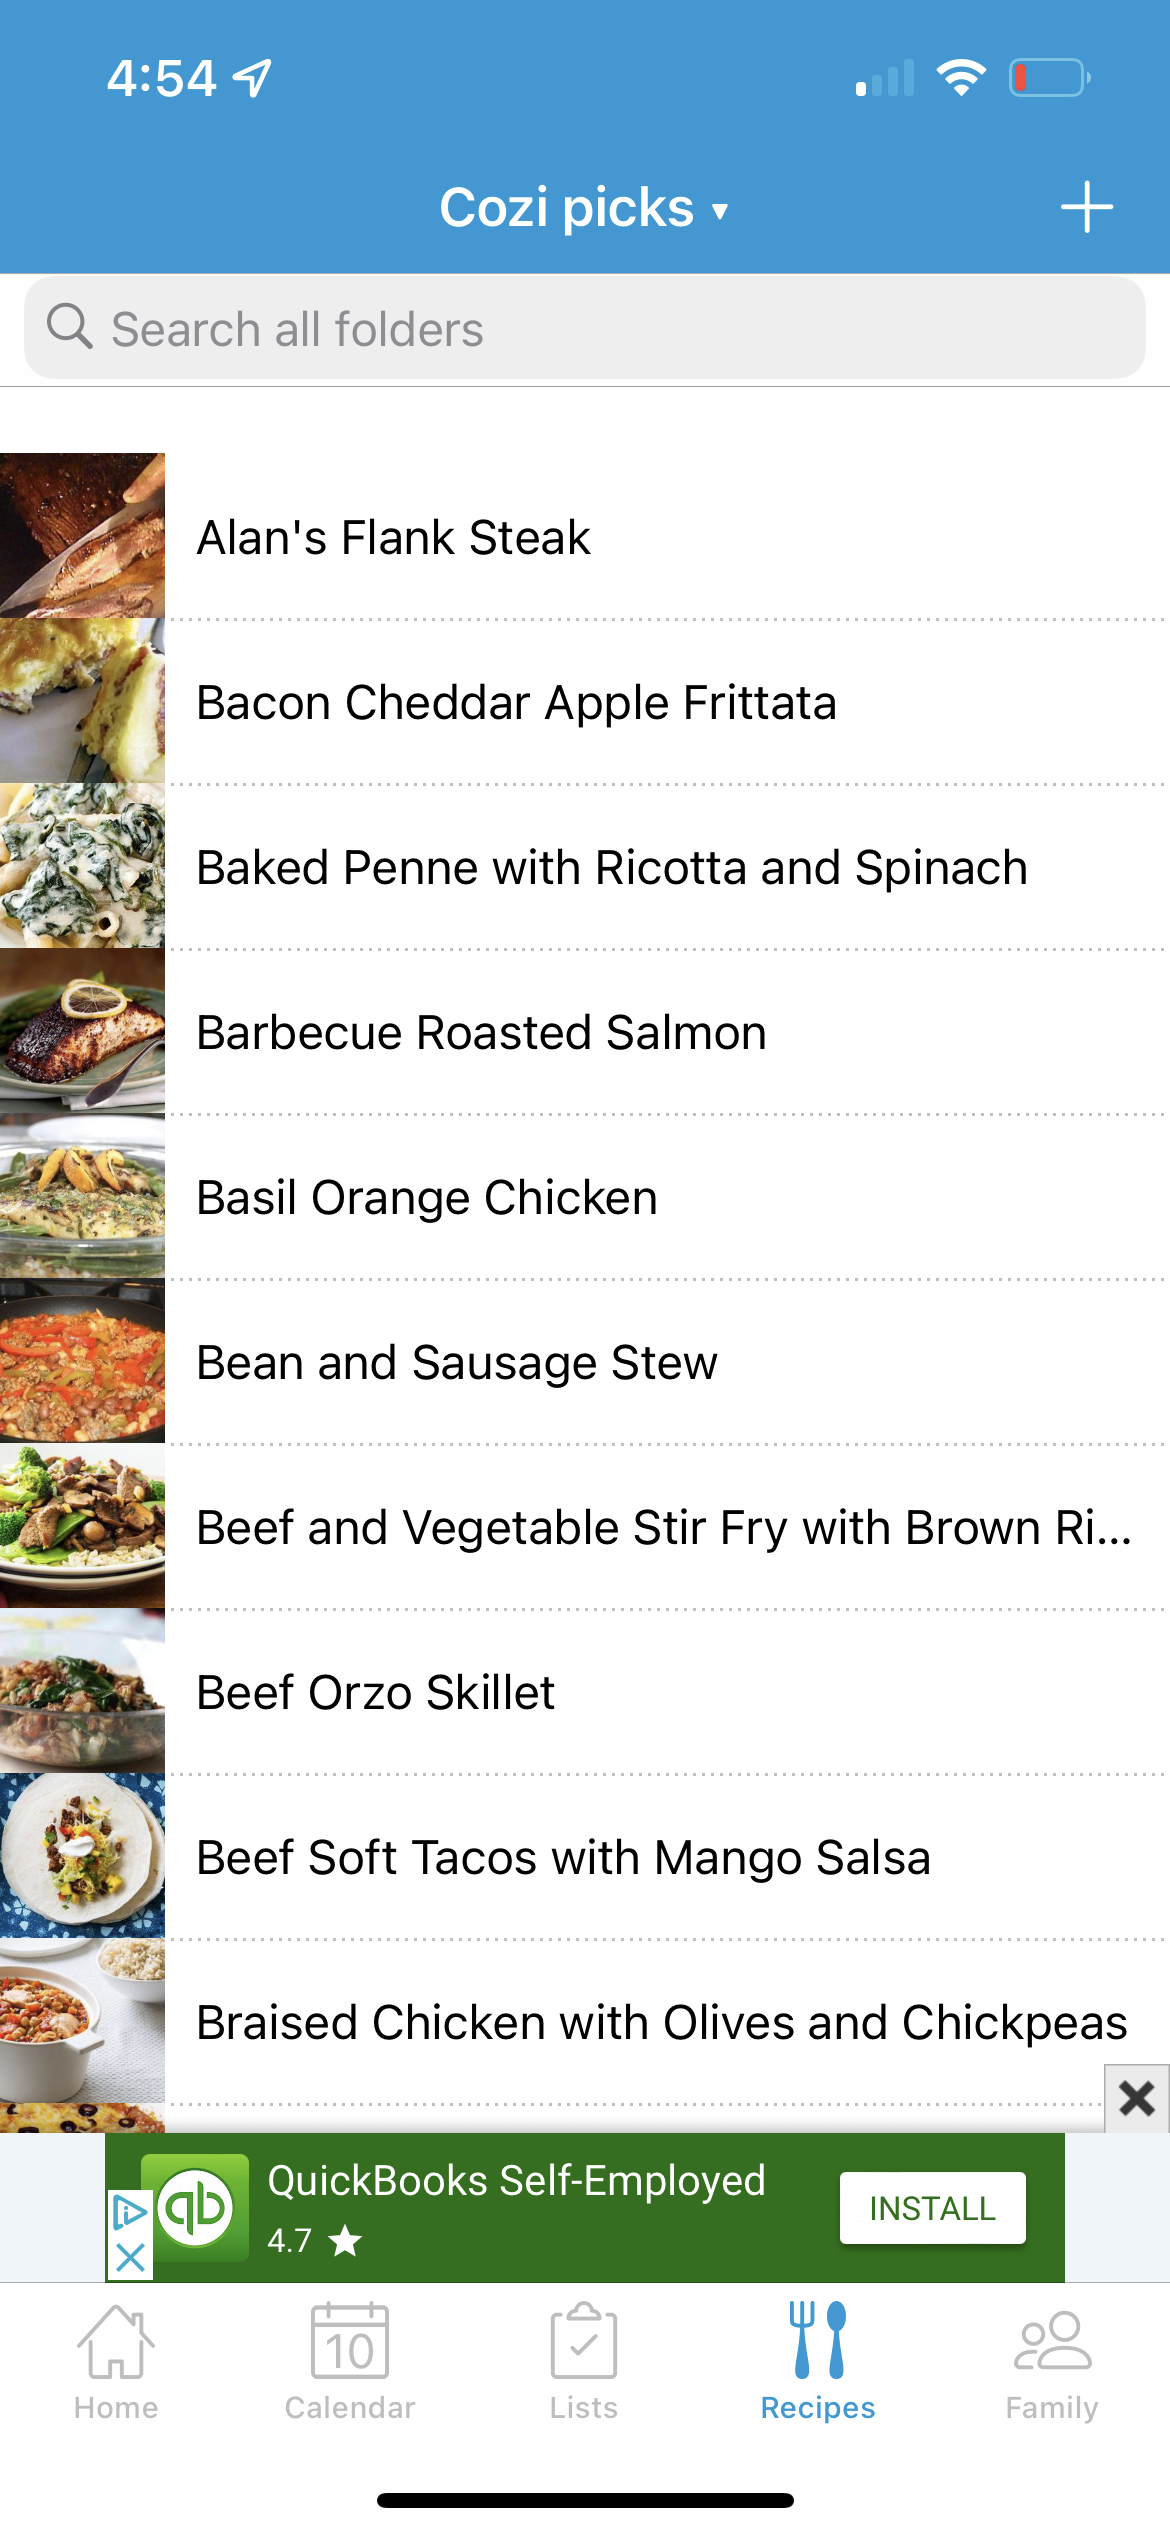 4:54
Cozi picks
Search all folders
Alan's Flank Steak
Bacon Cheddar Apple Frittata
Baked Penne with Ricotta and Spinach
Barbecue Roasted Salmon
Basil Orange Chicken
Bean and Sausage Stew
Beef and Vegetable Stir Fry with Brown Ri...
Beef Orzo Skillet
Beef Soft Tacos with Mango Salsa
Braised Chicken with Olives and Chickpeas
qb
QuickBooks Self-Employed
4.7
INSTALL
10
Home
Calendar
Lists
Recipes
Family